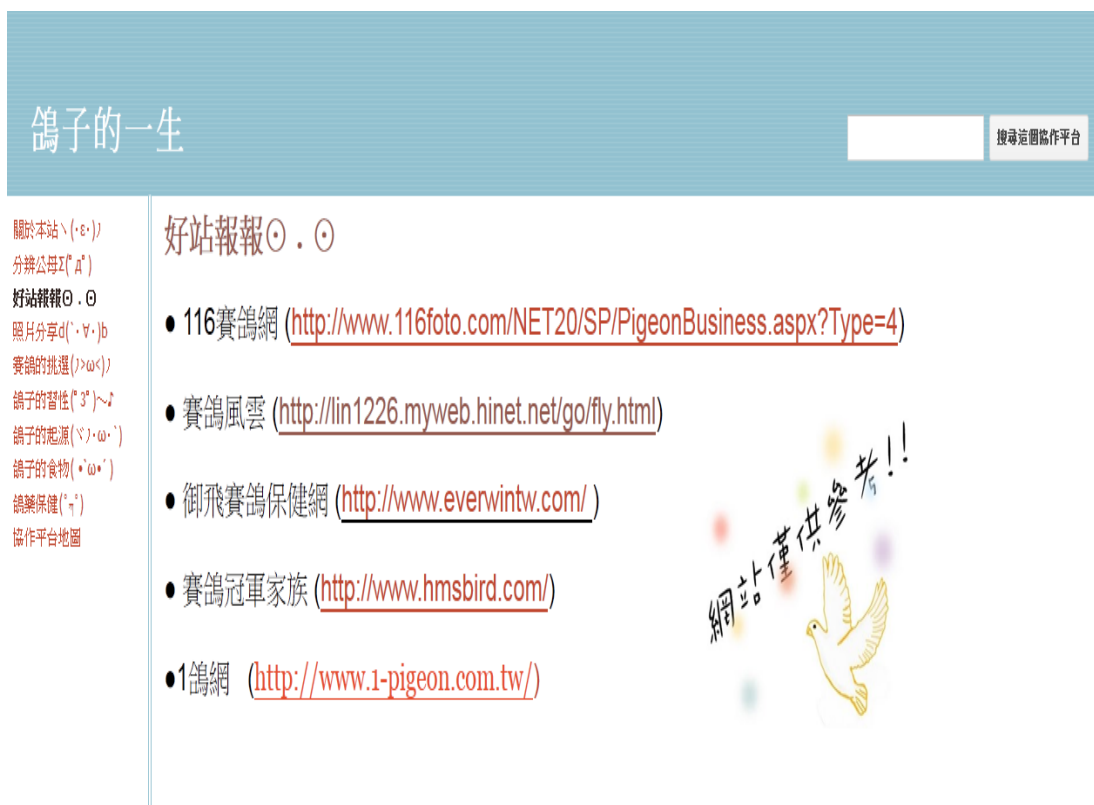 鴿子的一生
搜尋這個協作平台
關於本站ヽ(･ε･)ﾉ
分辨公母Σ(ﾟдﾟ)
好站報報⊙．⊙
照片分享d(`･∀･)b
賽鴿的挑選(ﾉ>ω<)ﾉ
鴿子的習性(ﾟ3ﾟ)～♪
鴿子的起源(ヾﾉ･ω･`)
鴿子的食物(•`ω•´)
鴿藥保健(ﾟ┐ﾟ)
協作平台地圖
好站報報⊙．⊙
● 116賽鴿網 (http://www.116foto.com/NET20/SP/PigeonBusiness.aspx?Type=4)
● 賽鴿風雲 (http://lin1226.myweb.hinet.net/go/fly.html)
● 御飛賽鴿保健網 (http://www.everwintw.com/ )
● 賽鴿冠軍家族 (http://www.hmsbird.com/)
●1鴿網 (http://www.1-pigeon.com.tw/)
網站僅供參考!!